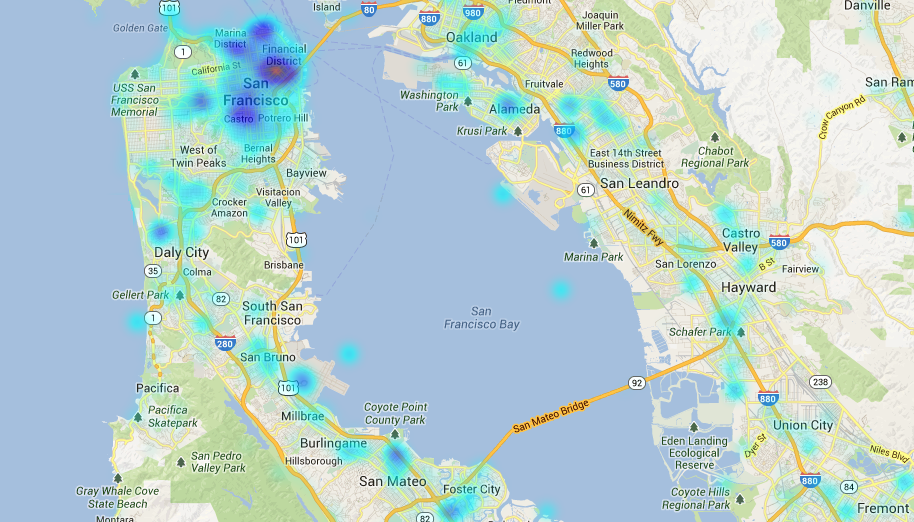 101
Golden Gate
Island
80
880
980
Piedmont
Joaquin
Miller Park
Danville
Marina
District
1
Financial
District
Oakland
California St
61
Redwood
Heights
580
San Ram
USS San
Francisco
Memorial
San
Francisco
Castro
Potrero Hill
Washington
Park
Fruitvale
Alameda
Krusi Park
880
Crow Canyon Rd
West of
Twin Peaks
Bernal
Heights
Bayview
East 14th Street
Business District
Chabot
Regional Park
61
San Leandro
Crocker
Amazon
Visitacion
Valley
Nimitz Fwy
Daly City
101
Marina Park
Castro
Valley
580
35
Colma
Brisbane
San Lorenzo
B St
Fairview
Gellert Park
82
Hayward
1
South San
Francisco
San
Francisco Bay
Schafer Park
280
San Bruno
Pacifica
101
92
238
Pacifica
Skatepark
Millbrae
Coyote Point
County Park
San Mateo Bridge
880
Union City
Burlingame
Eden Landing
Ecological
Reserve
Dyer St
Niles Blvd
San Pedro
Valley Park
Hillsborough
San Mateo
Gray Whale Cove
State Beach
Foster City
Coyote Hills
Regional Park
880
84
Fremont
Montara
82